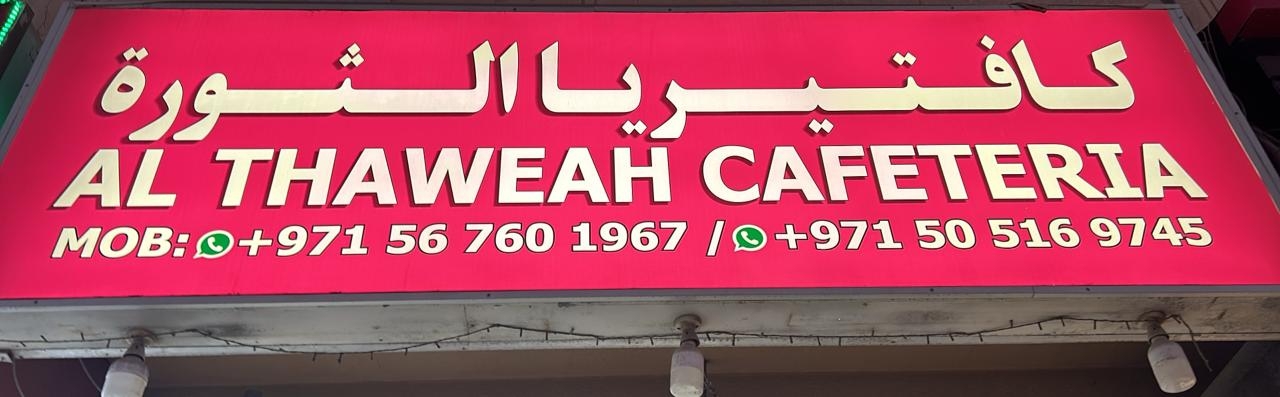 كافتيريا الثورة
AL THAWEAH CAFETERIA
MOB: +971 56 760 1967 / +971 50 516 9745